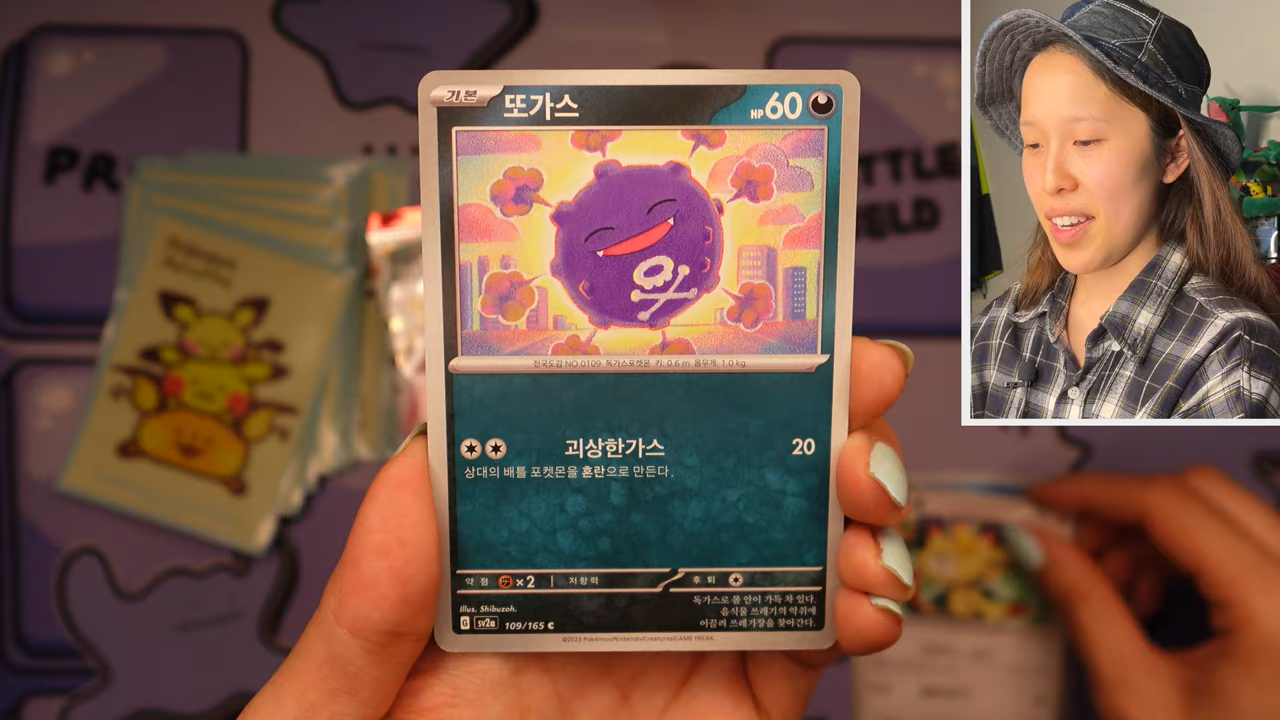 기본 또가스 HP 60
전국도감 NO.0109 독가스포켓몬 키: 0.6 m 몸무게: 1.0 kg
괴상한가스 20
상대의 배틀 포켓몬을 혼란으로 만든다.
약점 ×2 저항력 후퇴
독가스로 몸 안이 가득 차 있다.
음식물 쓰레기의 악취에
이끌려 쓰레기장을 찾아간다.
Illus. Shibuzoh.
G sv2a 109/165 C
©2023 Pokémon/Nintendo/Creatures/GAME FREAK.